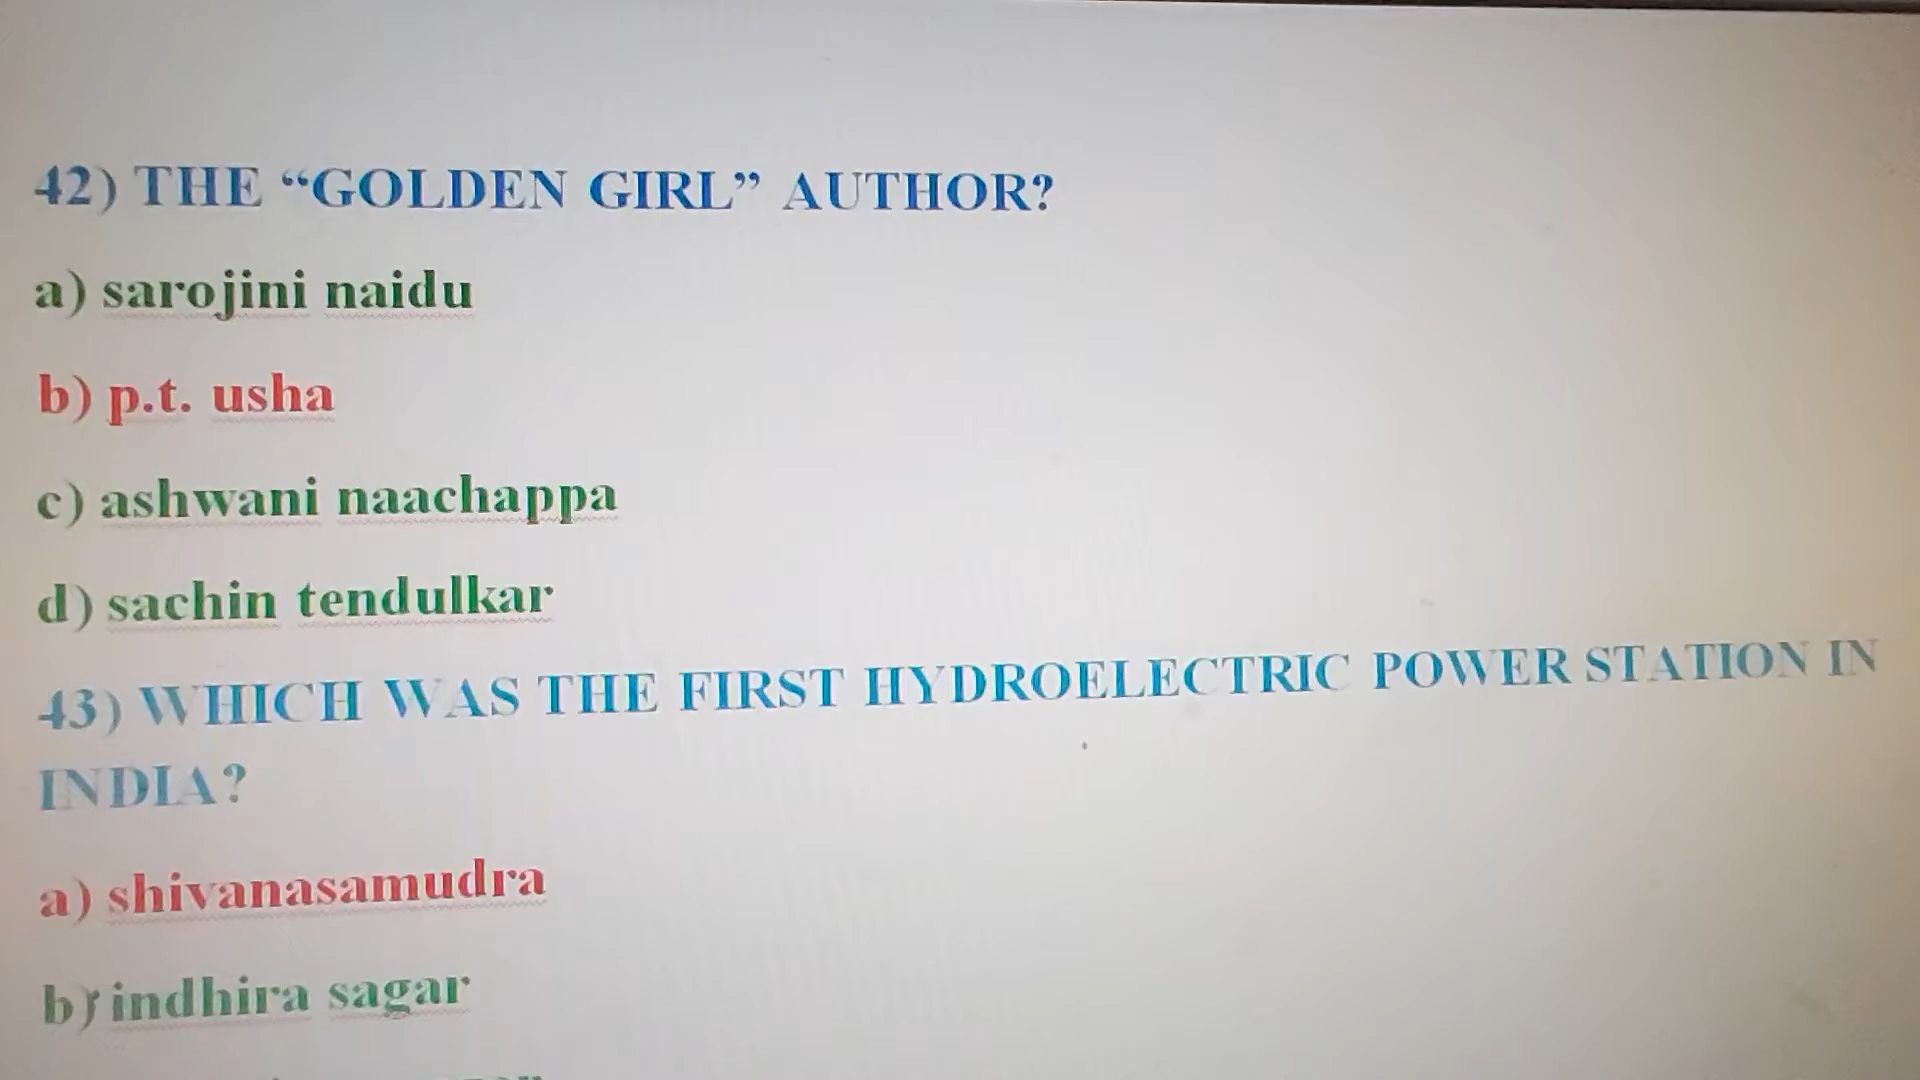 42) THE “GOLDEN GIRL” AUTHOR?
a) sarojini naidu
b) p.t. usha
c) ashwani naachappa
d) sachin tendulkar
43) WHICH WAS THE FIRST HYDROELECTRIC POWER STATION IN
INDIA?
a) shivanasamudra
b) indhira sagar